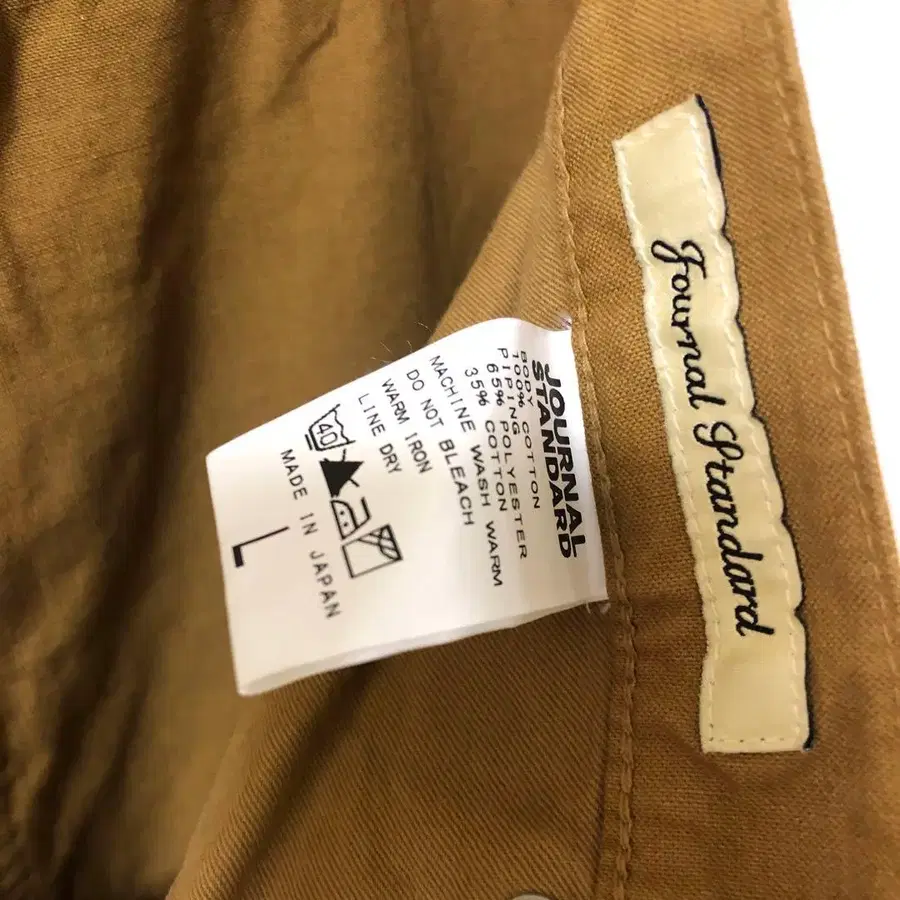 JOURNAL
STANDARD
BODY
100% COTTON
PIPING
65% POLYESTER
35% COTTON
MACHINE WASH WARM
DO NOT BLEACH
WARM IRON
LINE DRY
40
MADE IN JAPAN
L
Journal Standard